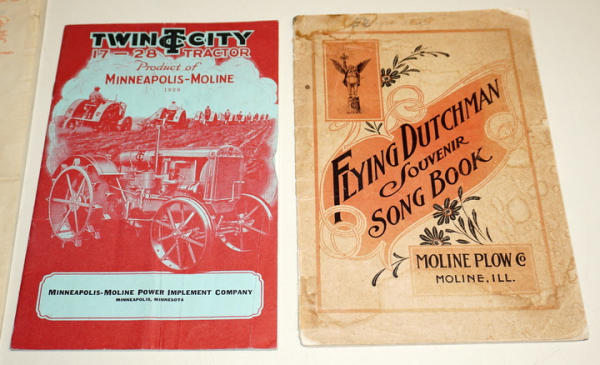 TWIN CITY
17-28 TRACTOR
Product of
MINNEAPOLIS-MOLINE
1929
MINNEAPOLIS-MOLINE POWER IMPLEMENT COMPANY
MINNEAPOLIS, MINNESOTA
FLYING DUTCHMAN
SOUVENIR
SONG BOOK
MOLINE PLOW CO
MOLINE, ILL.